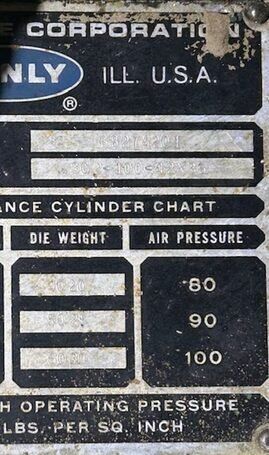 E CORPORATION
NLY ILL. U.S.A.
®
ANCE CYLINDER CHART
DIE WEIGHT AIR PRESSURE
80
90
100
H OPERATING PRESSURE
LBS. PER SQ. INCH